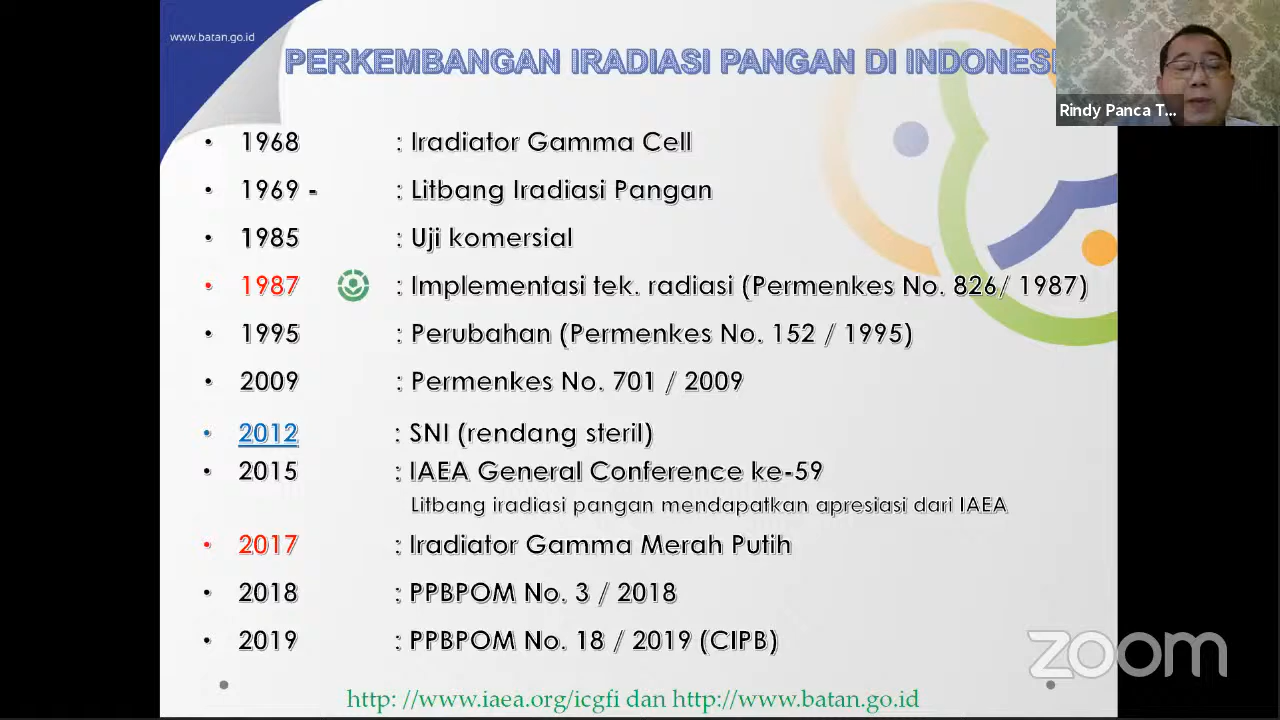 www.batan.go.id
PERKEMBANGAN IRADIASI PANGAN DI INDONESI
Rindy Panca T...
• 1968 : Iradiator Gamma Cell
• 1969 - : Litbang Iradiasi Pangan
• 1985 : Uji komersial
• 1987 : Implementasi tek. radiasi (Permenkes No. 826/ 1987)
• 1995 : Perubahan (Permenkes No. 152 / 1995)
• 2009 : Permenkes No. 701 / 2009
• 2012 : SNI (rendang steril)
• 2015 : IAEA General Conference ke-59
Litbang iradiasi pangan mendapatkan apresiasi dari IAEA
• 2017 : Iradiator Gamma Merah Putih
• 2018 : PPBPOM No. 3 / 2018
• 2019 : PPBPOM No. 18 / 2019 (CIPB)
zoom
http: //www.iaea.org/icgfi dan http://www.batan.go.id